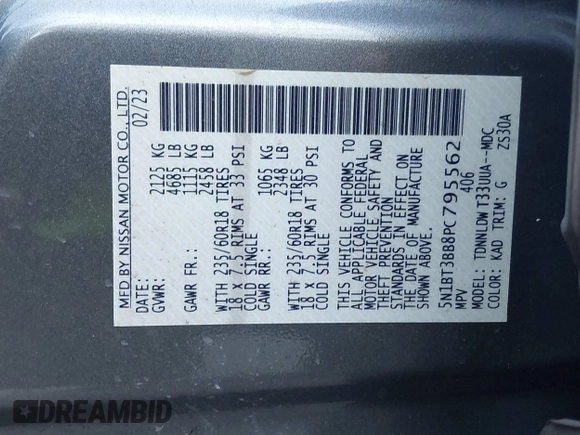 MFD BY NISSAN MOTOR CO., LTD.
DATE: 02/23
GVWR: 2125 KG
4685 LB
GAWR FR: 1115 KG
2458 LB
WITH 235/60R18 TIRES
18 X 7.5 RIMS AT 33 PSI
COLD SINGLE
GAWR RR: 1065 KG
2348 LB
WITH 235/60R18 TIRES
18 X 7.5 RIMS AT 30 PSI
COLD SINGLE
THIS VEHICLE CONFORMS TO
ALL APPLICABLE FEDERAL
MOTOR VEHICLE SAFETY AND
THEFT PREVENTION
STANDARDS IN EFFECT ON
THE DATE OF MANUFACTURE
SHOWN ABOVE.
5N1BT3BB8PC795562
MPV 406
MODEL: TDNNLDWT33UUA--MDC
COLOR: KAD TRIM: G ZS30A
DREAMBID